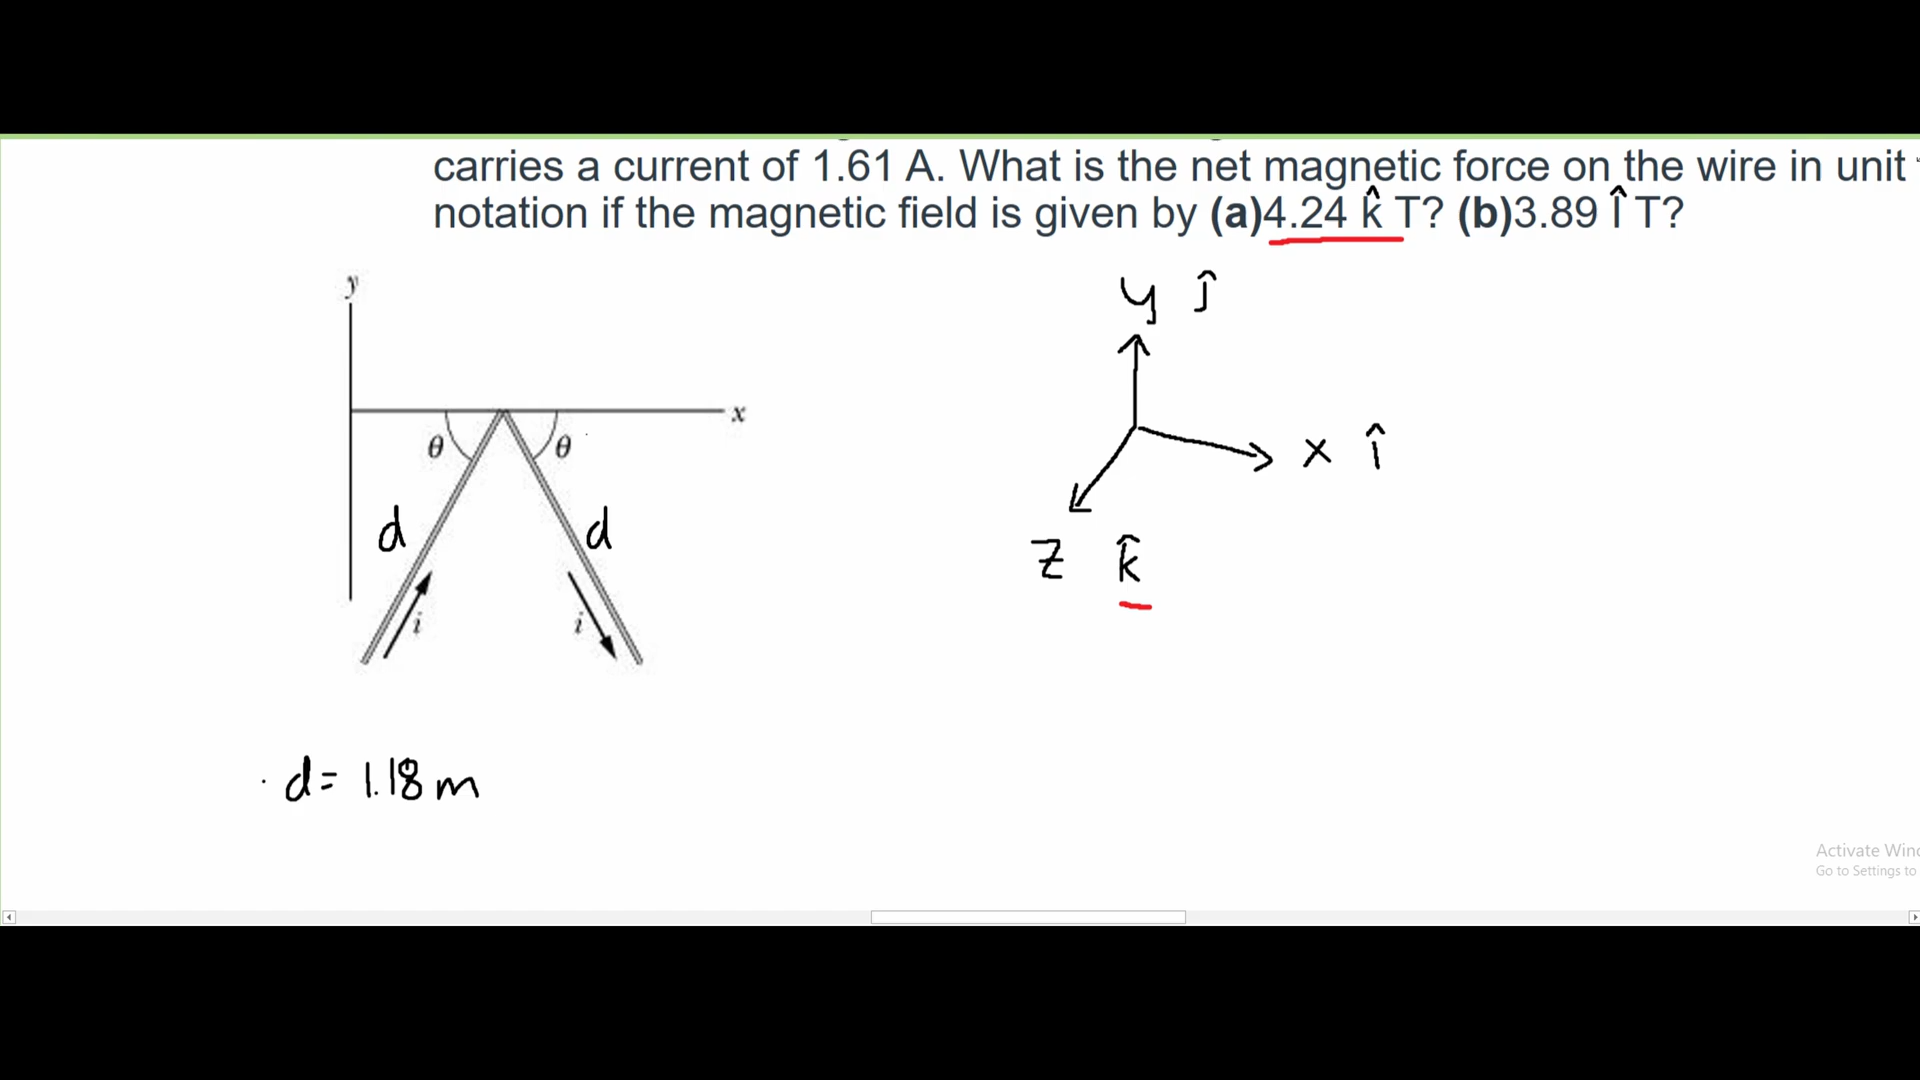 carries a current of 1.61 A. What is the net magnetic force on the wire in unit
notation if the magnetic field is given by (a)4.24 k̂ T? (b)3.89 î T?
y
x
θ
θ
d
d
i
i
d = 1.18 m
y ĵ
x î
z k̂
Activate Win
Go to Settings to